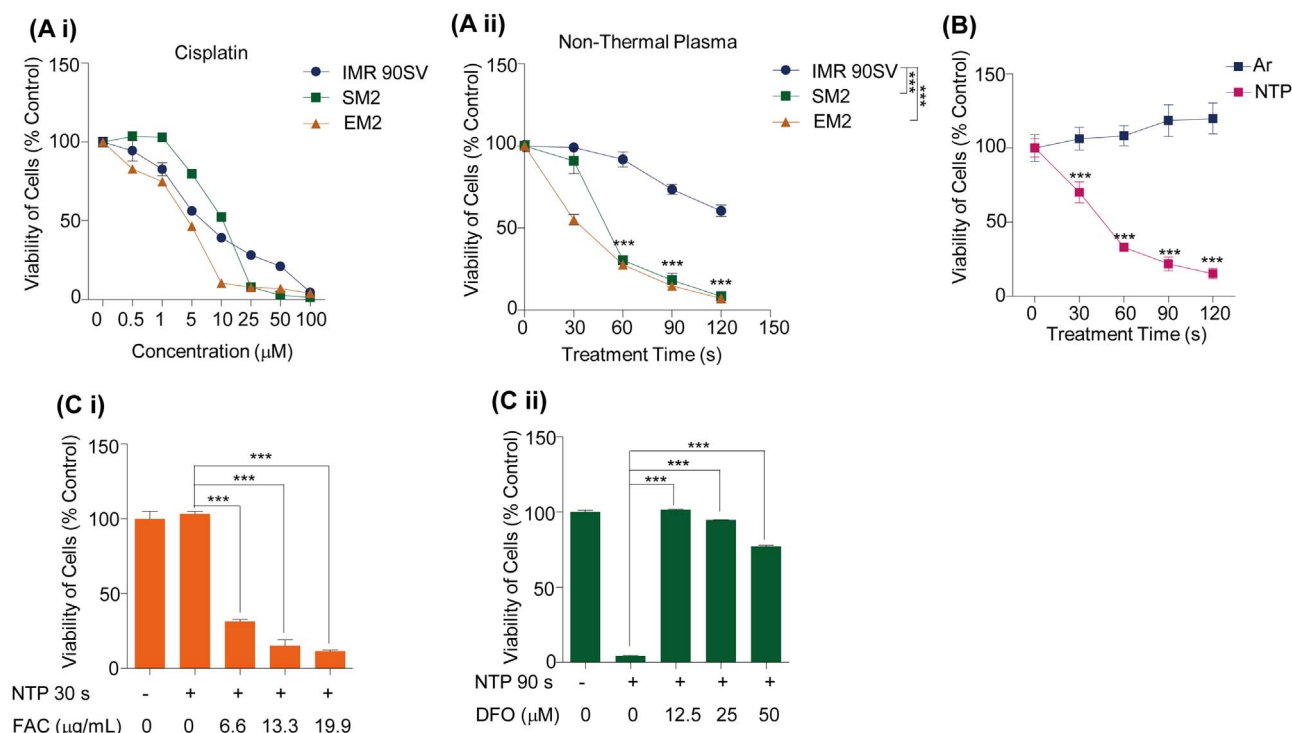 (A i)
Cisplatin
Viability of Cells (% Control)
150
100
50
0
0 0.5 1 5 10 25 50 100
Concentration (µM)
IMR 90SV
SM2
EM2
(A ii)
Non-Thermal Plasma
Viability of Cells (% Control)
150
100
50
0
0 30 60 90 120 150
Treatment Time (s)
IMR 90SV
SM2
EM2
***
***
***
***
***
(B)
Viability of Cells (% Control)
150
100
50
0
0 30 60 90 120
Treatment Time (s)
Ar
NTP
***
***
***
***
(C i)
Viability of Cells (% Control)
150
100
50
0
***
***
***
NTP 30 s - + + + +
FAC (µg/mL) 0 0 6.6 13.3 19.9
(C ii)
Viability of Cells (% Control)
150
100
50
0
***
***
***
NTP 90 s - + + + +
DFO (µM) 0 0 12.5 25 50